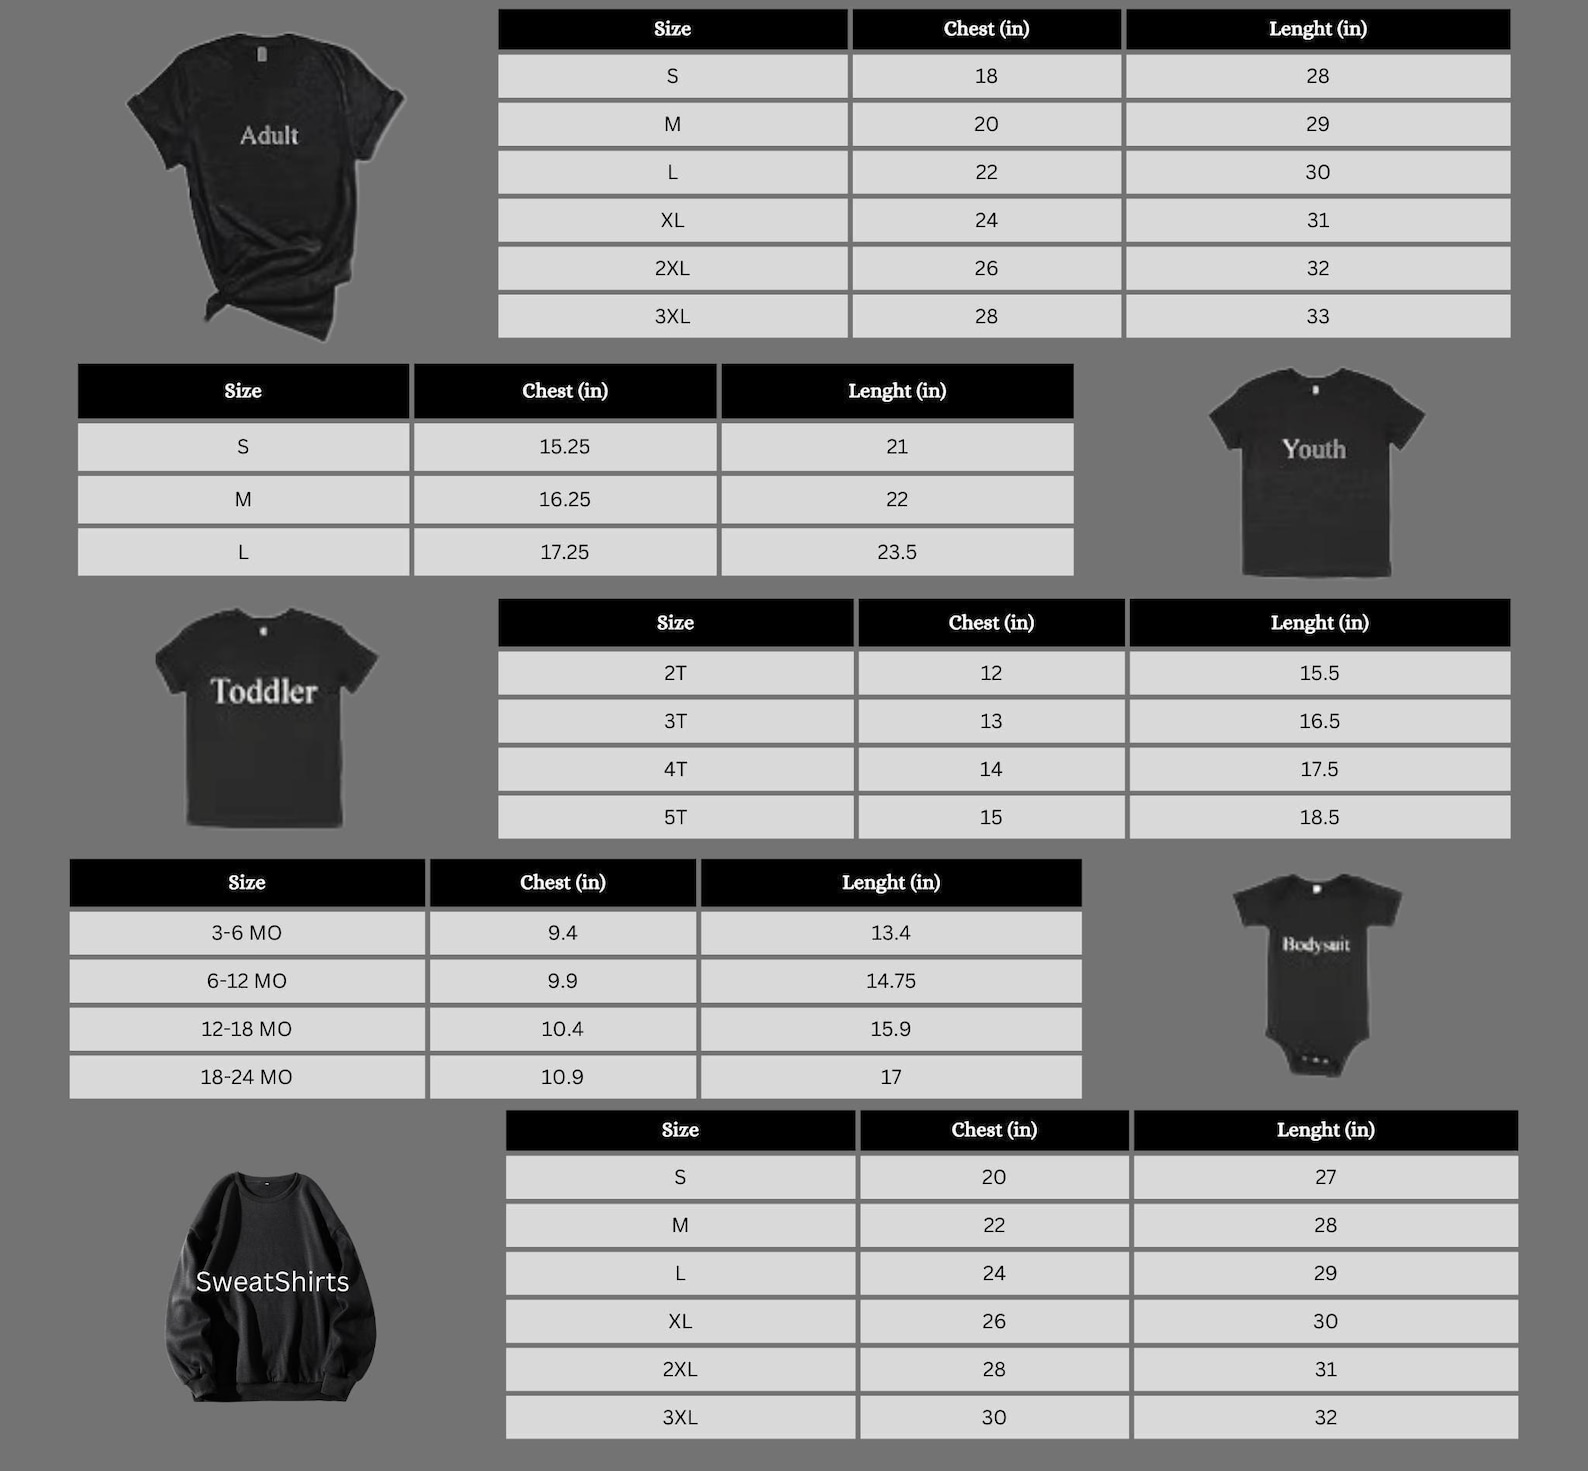 Adult
Size Chest (in) Lenght (in)
S 18 28
M 20 29
L 22 30
XL 24 31
2XL 26 32
3XL 28 33
Size Chest (in) Lenght (in)
S 15.25 21
M 16.25 22
L 17.25 23.5
Youth
Toddler
Size Chest (in) Lenght (in)
2T 12 15.5
3T 13 16.5
4T 14 17.5
5T 15 18.5
Size Chest (in) Lenght (in)
3-6 MO 9.4 13.4
6-12 MO 9.9 14.75
12-18 MO 10.4 15.9
18-24 MO 10.9 17
Bodysuit
SweatShirts
Size Chest (in) Lenght (in)
S 20 27
M 22 28
L 24 29
XL 26 30
2XL 28 31
3XL 30 32